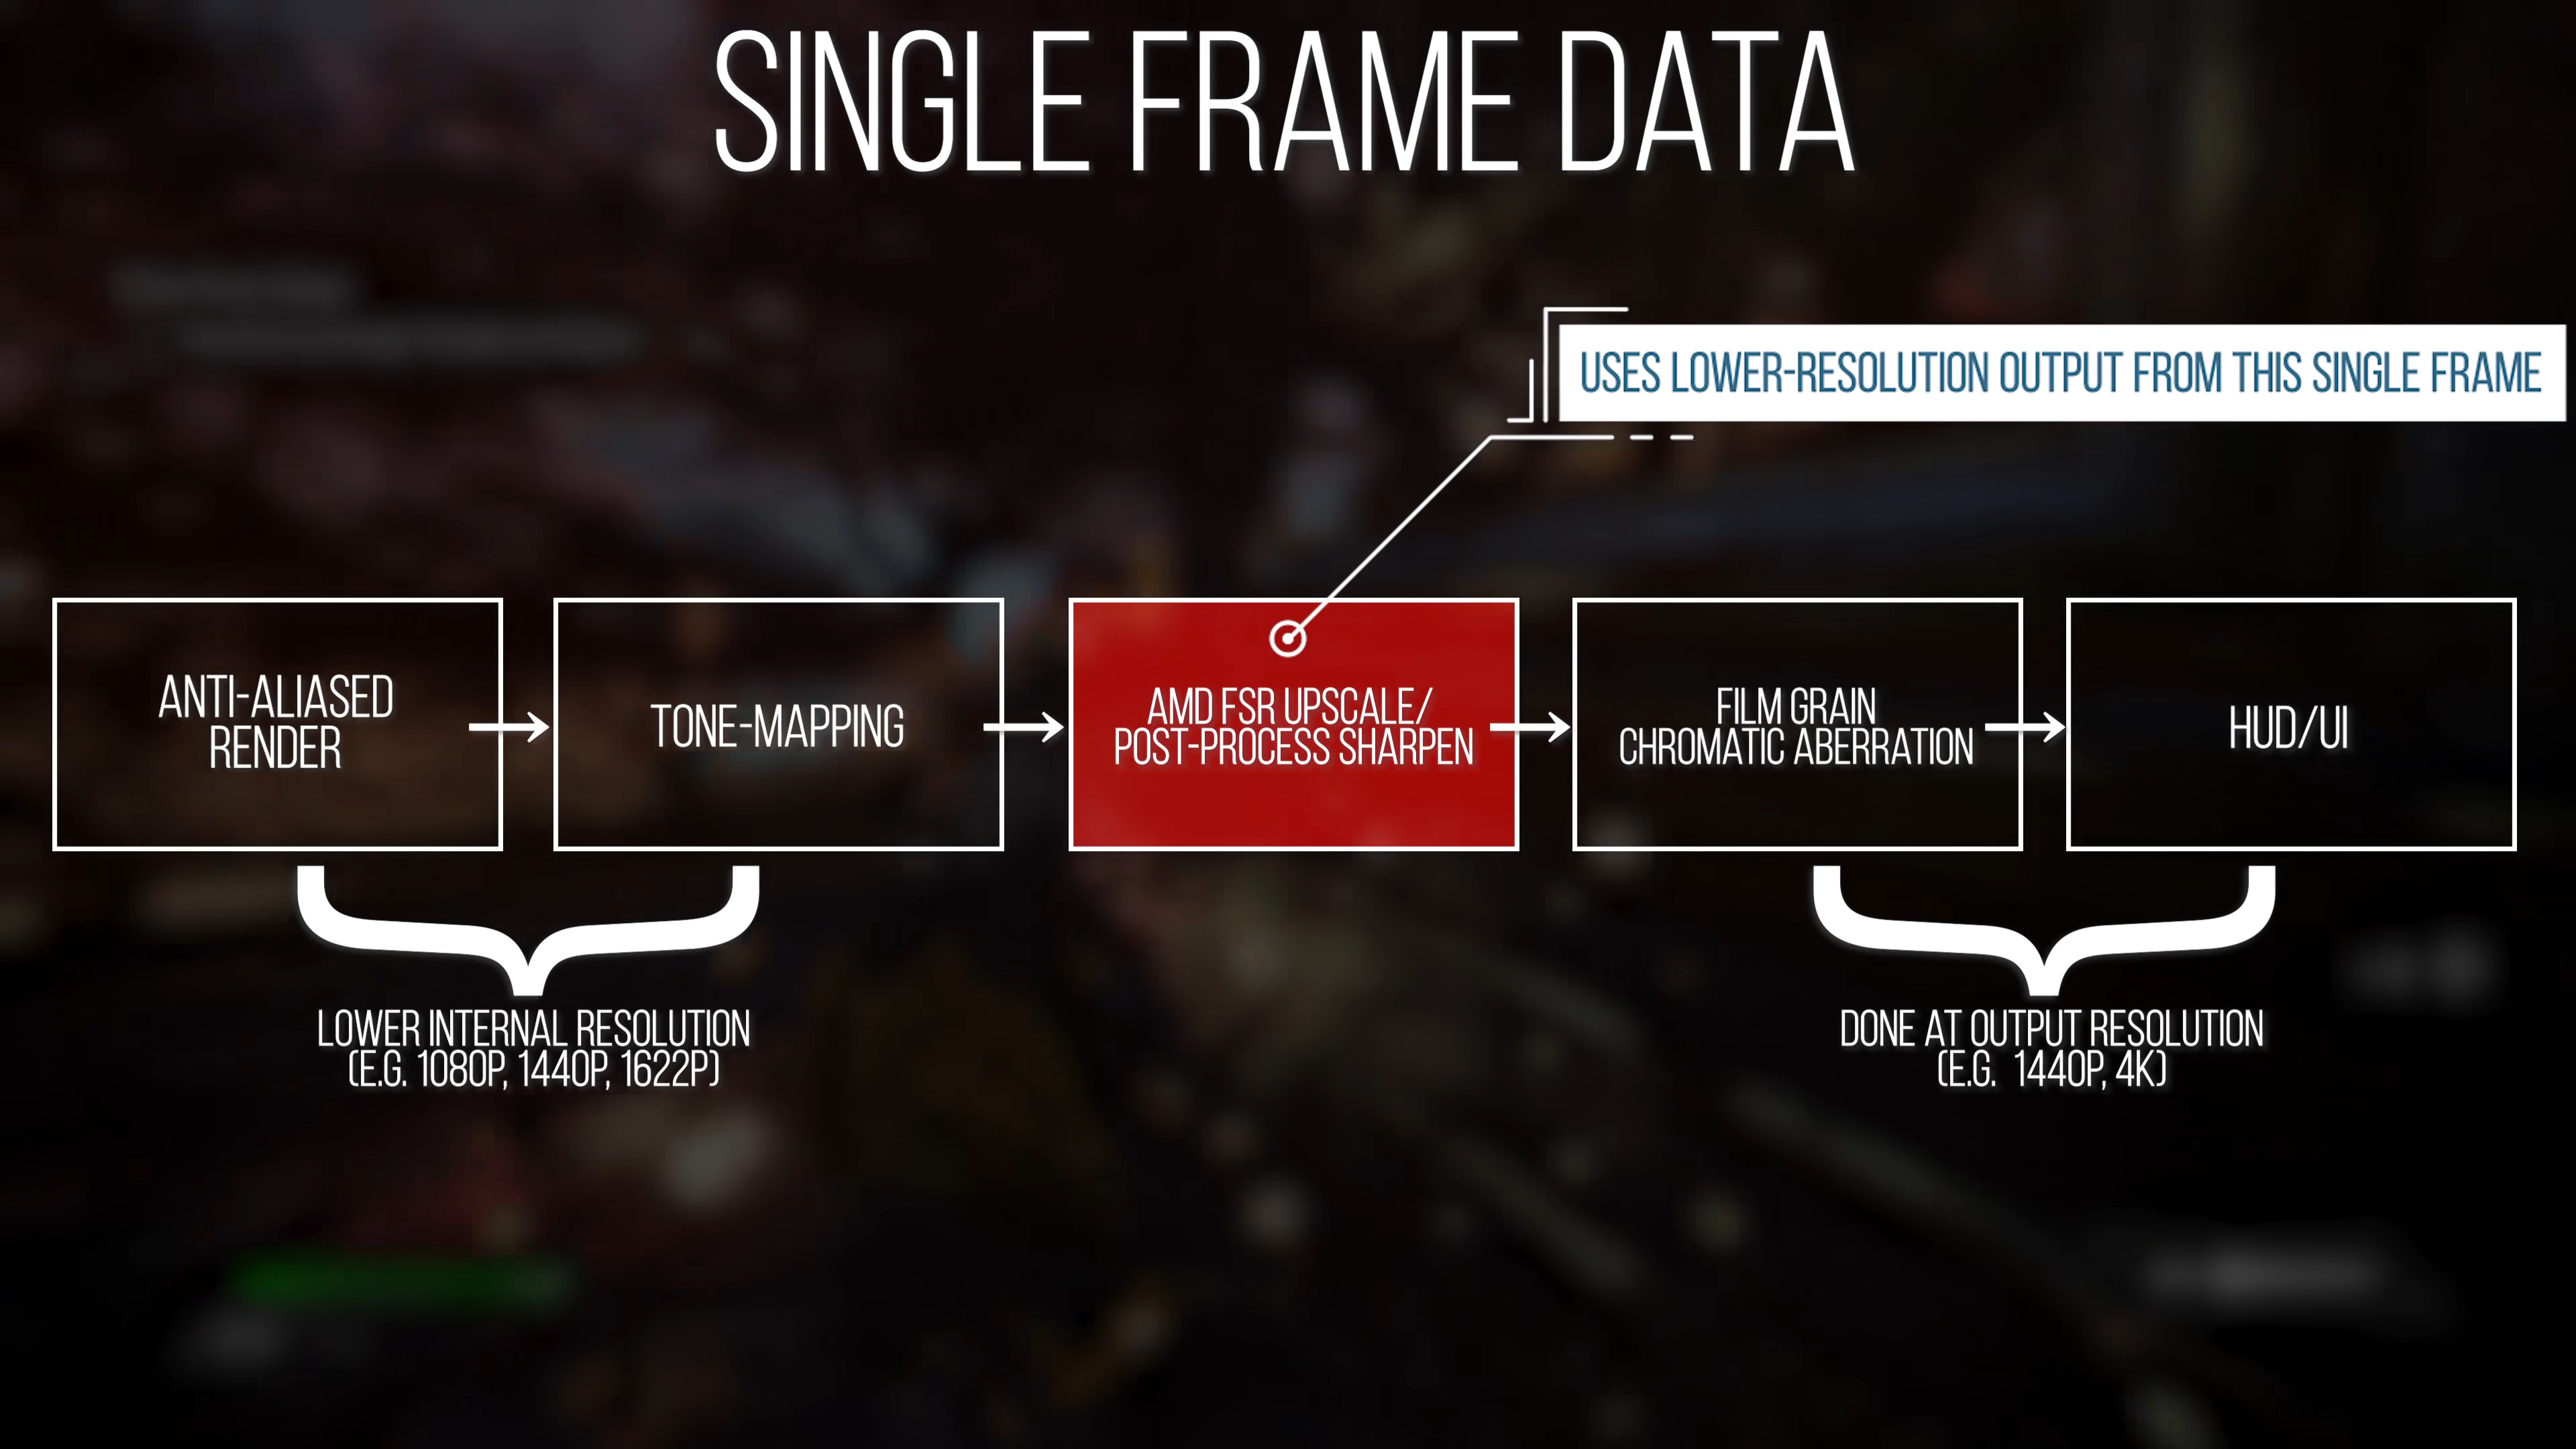 SINGLE FRAME DATA
USES LOWER-RESOLUTION OUTPUT FROM THIS SINGLE FRAME
ANTI-ALIASED
RENDER
TONE-MAPPING
AMD FSR UPSCALE/
POST-PROCESS SHARPEN
FILM GRAIN
CHROMATIC ABERRATION
HUD/UI
LOWER INTERNAL RESOLUTION
(E.G. 1080P, 1440P, 1622P)
DONE AT OUTPUT RESOLUTION
(E.G. 1440P, 4K)